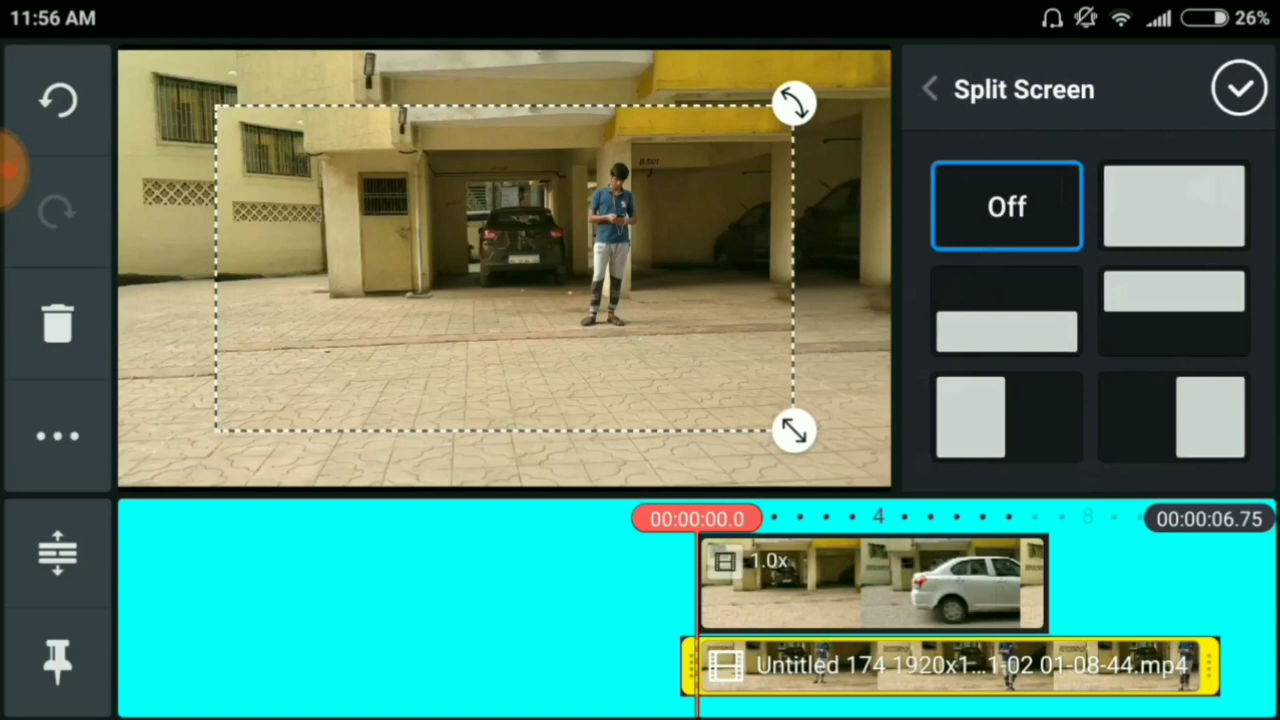 11:56 AM
26%
Split Screen
Off
00:00:00.0
4
8
00:00:06.75
1.0x
Untitled 174 1920x1...1-02 01-08-44.mp4